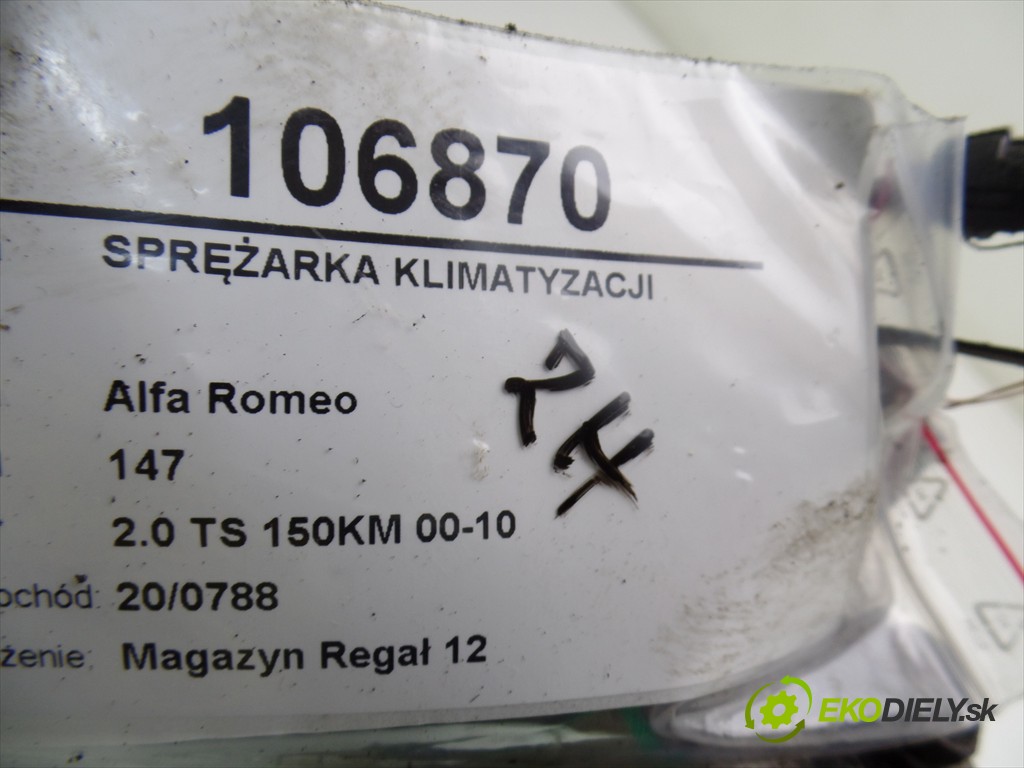 106870
SPRĘŻARKA KLIMATYZACJI
Alfa Romeo
147
2.0 TS 150KM 00-10
ochód: 20/0788
żenie: Magazyn Regał 12
EKODIELY.sk